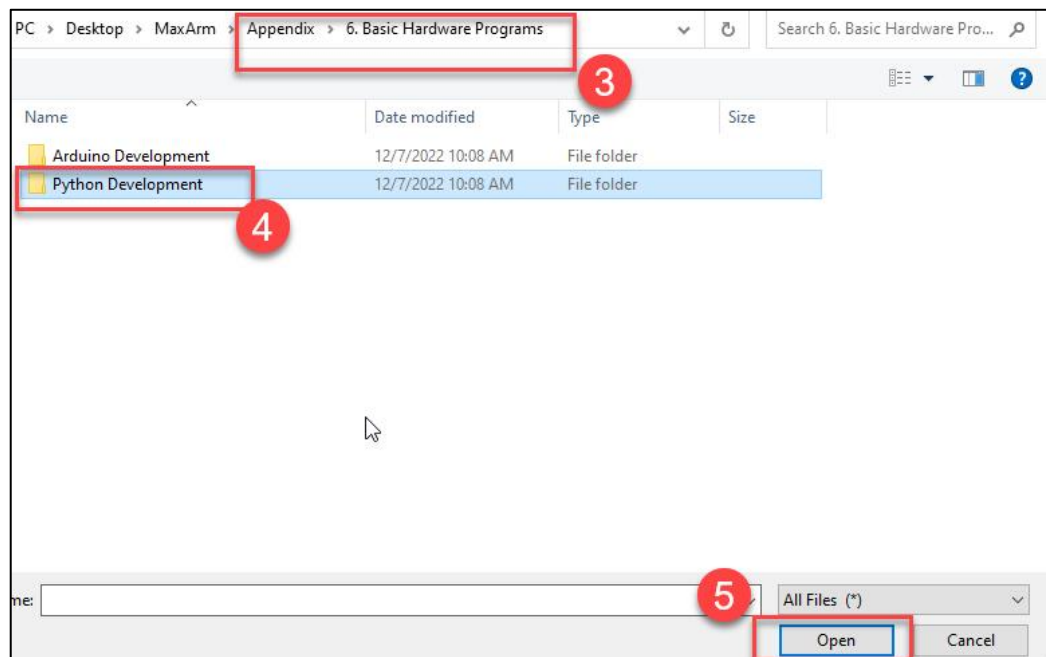 PC > Desktop > MaxArm > Appendix > 6. Basic Hardware Programs Search 6. Basic Hardware Pro...
3
Name Date modified Type Size
Arduino Development 12/7/2022 10:08 AM File folder
Python Development 12/7/2022 10:08 AM File folder
4
me: 5 All Files (*)
Open Cancel